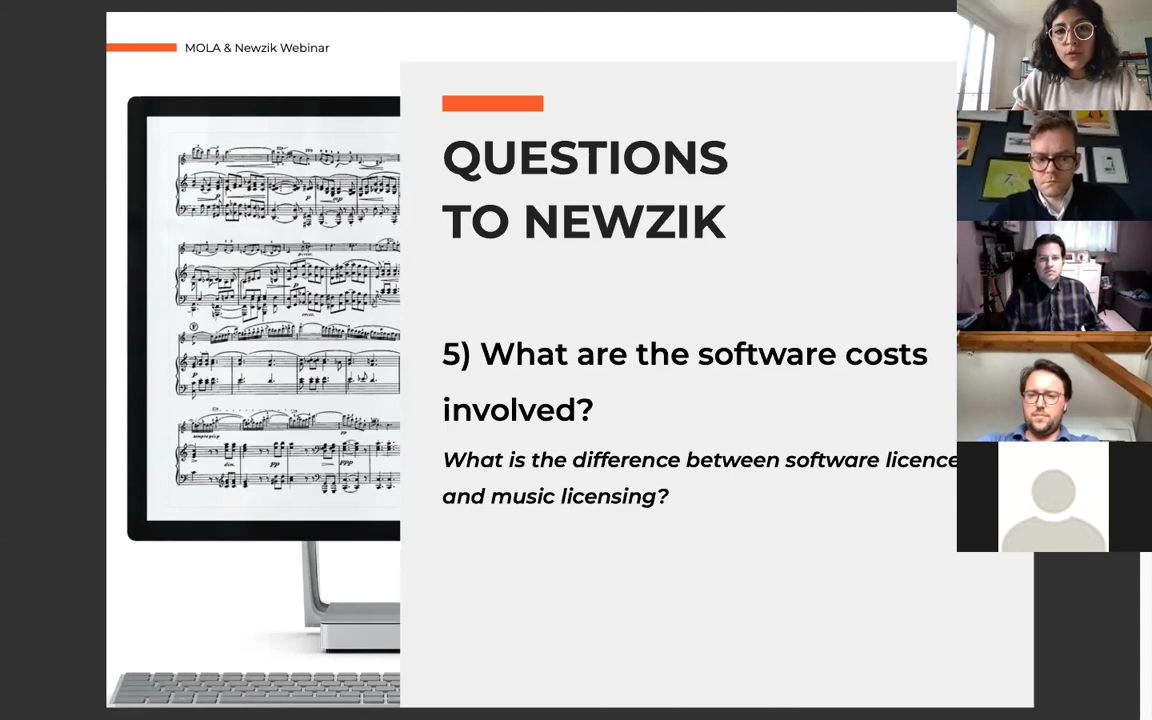 MOLA & Newzik Webinar
QUESTIONS
TO NEWZIK
5) What are the software costs
involved?
What is the difference between software licence
and music licensing?